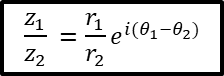 z₁/z₂ = r₁/r₂ e^{i(θ₁−θ₂)}